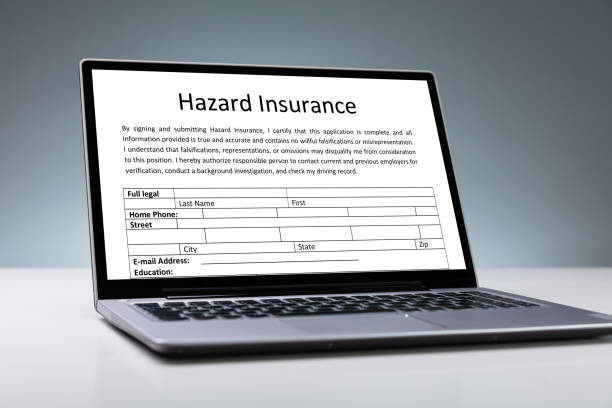 Hazard Insurance
By signing and submitting Hazard Insurance, I certify that this application is complete and all
information provided is true and accurate and contains no willful falsifications or misrepresentation.
I understand that falsifications, representations, or omissions may disqualify me from consideration
to this position. I hereby authorize responsible person to contact current and previous employers for
verification, conduct a background investigation, and check my driving record.
Full legal
Last Name First
Home Phone:
Street
City State Zip
E-mail Address:
Education: